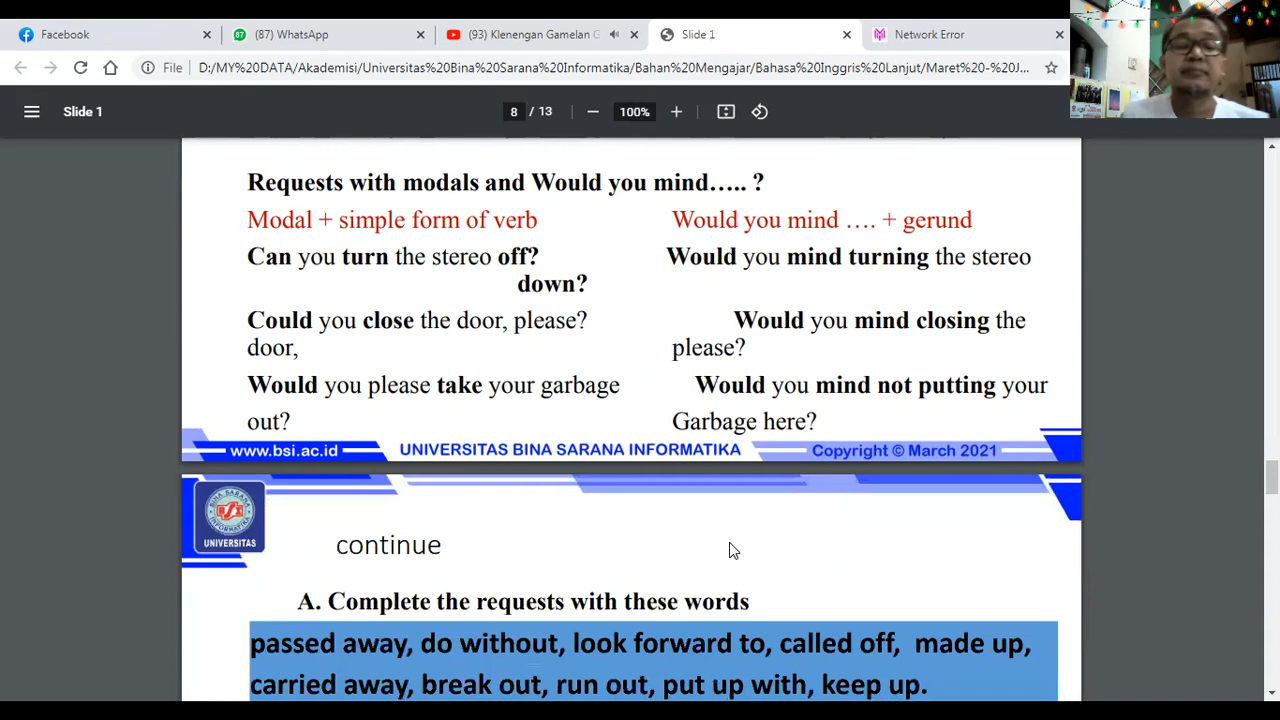 Facebook
(87) WhatsApp
(93) Klenengan Gamelan G
Slide 1
Network Error
File
D:/MY%20DATA/Akademisi/Universitas%20Bina%20Sarana%20Informatika/Bahan%20Mengajar/Bahasa%20Inggris%20Lanjut/Maret%20-%20J...
Slide 1
8 / 13
100%
Requests with modals and Would you mind….. ?
Modal + simple form of verb
Would you mind …. + gerund
Can you turn the stereo off?
Would you mind turning the stereo
down?
Could you close the door, please?
Would you mind closing the
door,
please?
Would you please take your garbage
Would you mind not putting your
out?
Garbage here?
www.bsi.ac.id
UNIVERSITAS BINA SARANA INFORMATIKA
Copyright © March 2021
BINA SARANA
BSI
INFORMATIKA
UNIVERSITAS
continue
A. Complete the requests with these words
passed away, do without, look forward to, called off, made up,
carried away, break out, run out, put up with, keep up.